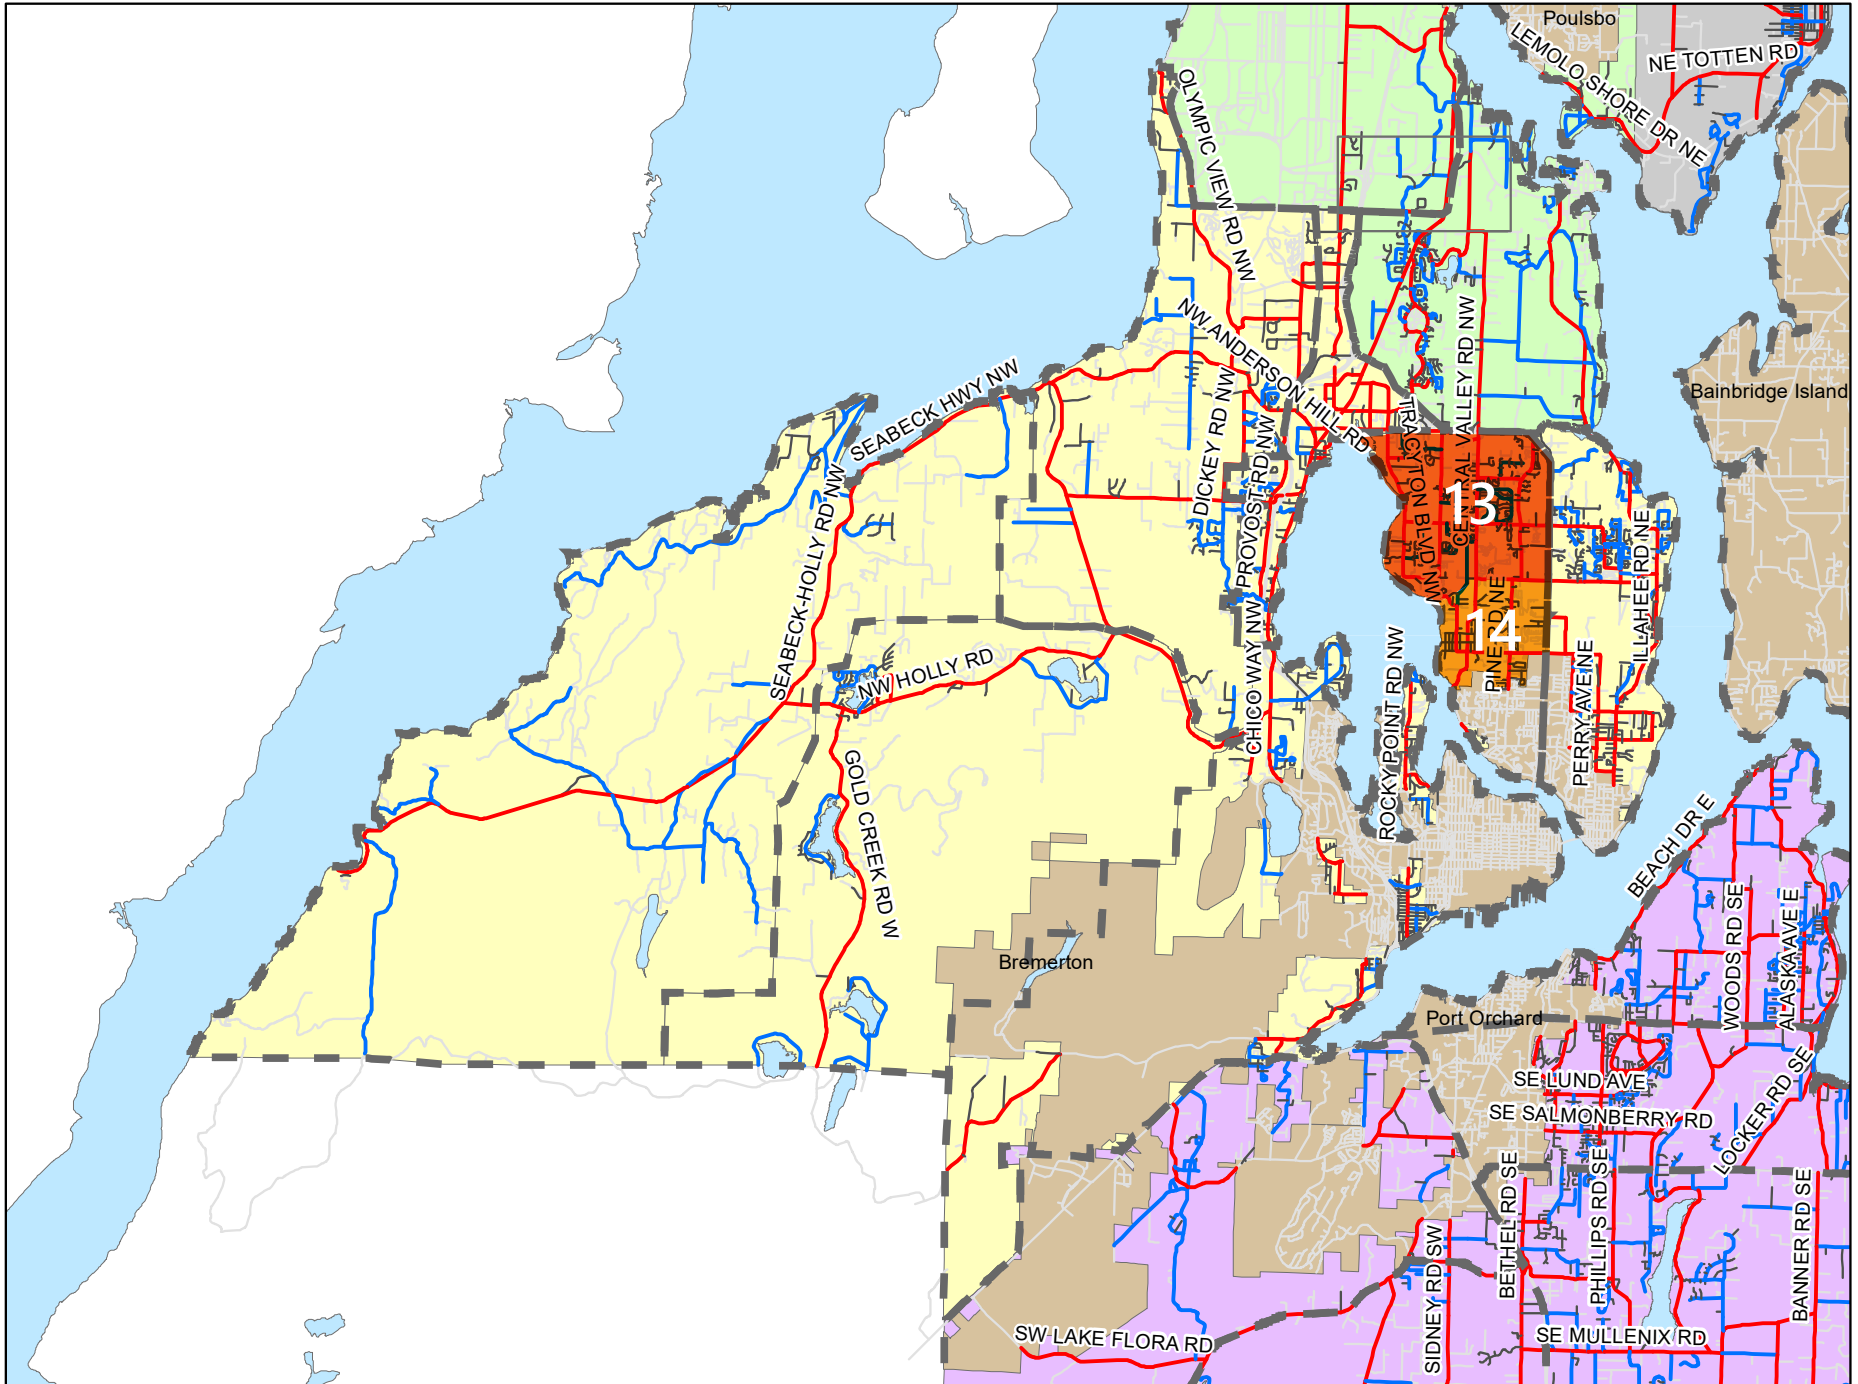 Poulsbo
LEMOLO SHORE DR NE
NE TOTTEN RD
OLYMPIC VIEW RD NW
Bainbridge Island
NW ANDERSON HILL RD
SEABECK HWY NW
DICKEY RD NW
PROVOST RD NW
TRACYTON BLVD NW
CENTRAL VALLEY RD NW
13
14
SEABECK-HOLLY RD NW
ILLAHEE RD NE
PINE RD NE
NW HOLLY RD
CHICO WAY NW
ROCKY POINT RD NW
PERRY AVENE
GOLD CREEK RD W
BEACH DR E
WOODS RD SE
ALASKA AVE E
Bremerton
Port Orchard
SE LUND AVE
SE SALMONBERRY RD
LOCKER RD SE
BETHEL RD SE
PHILLIPS RD SE
BANNER RD SE
SIDNEY RD SW
SW LAKE FLORA RD
SE MULLENIX RD